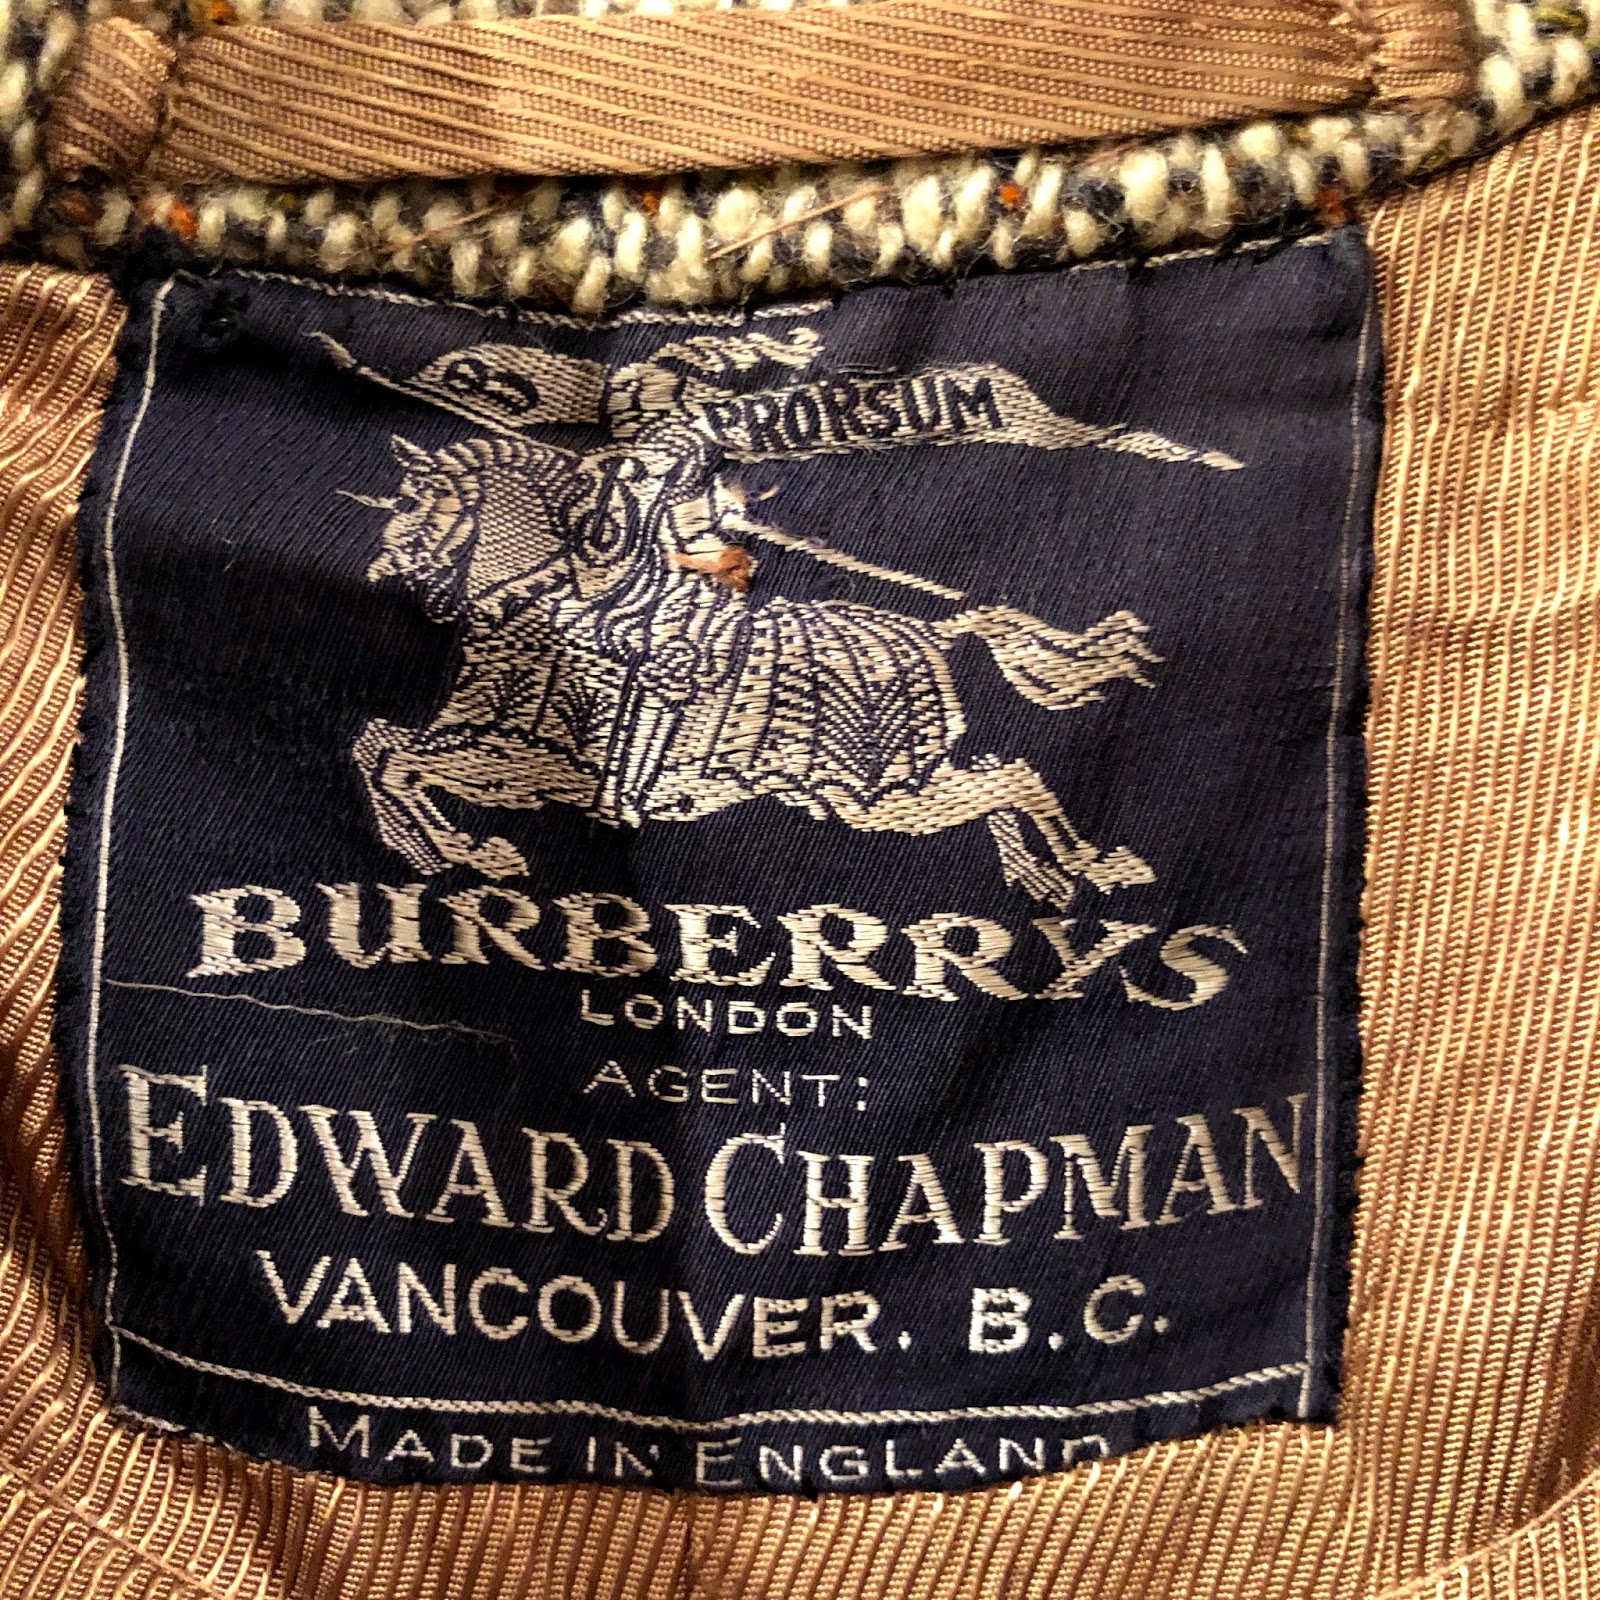 PRORSUM
BURBERRYS
LONDON
AGENT:
EDWARD CHAPMAN
VANCOUVER. B.C.
MADE IN ENGLAND